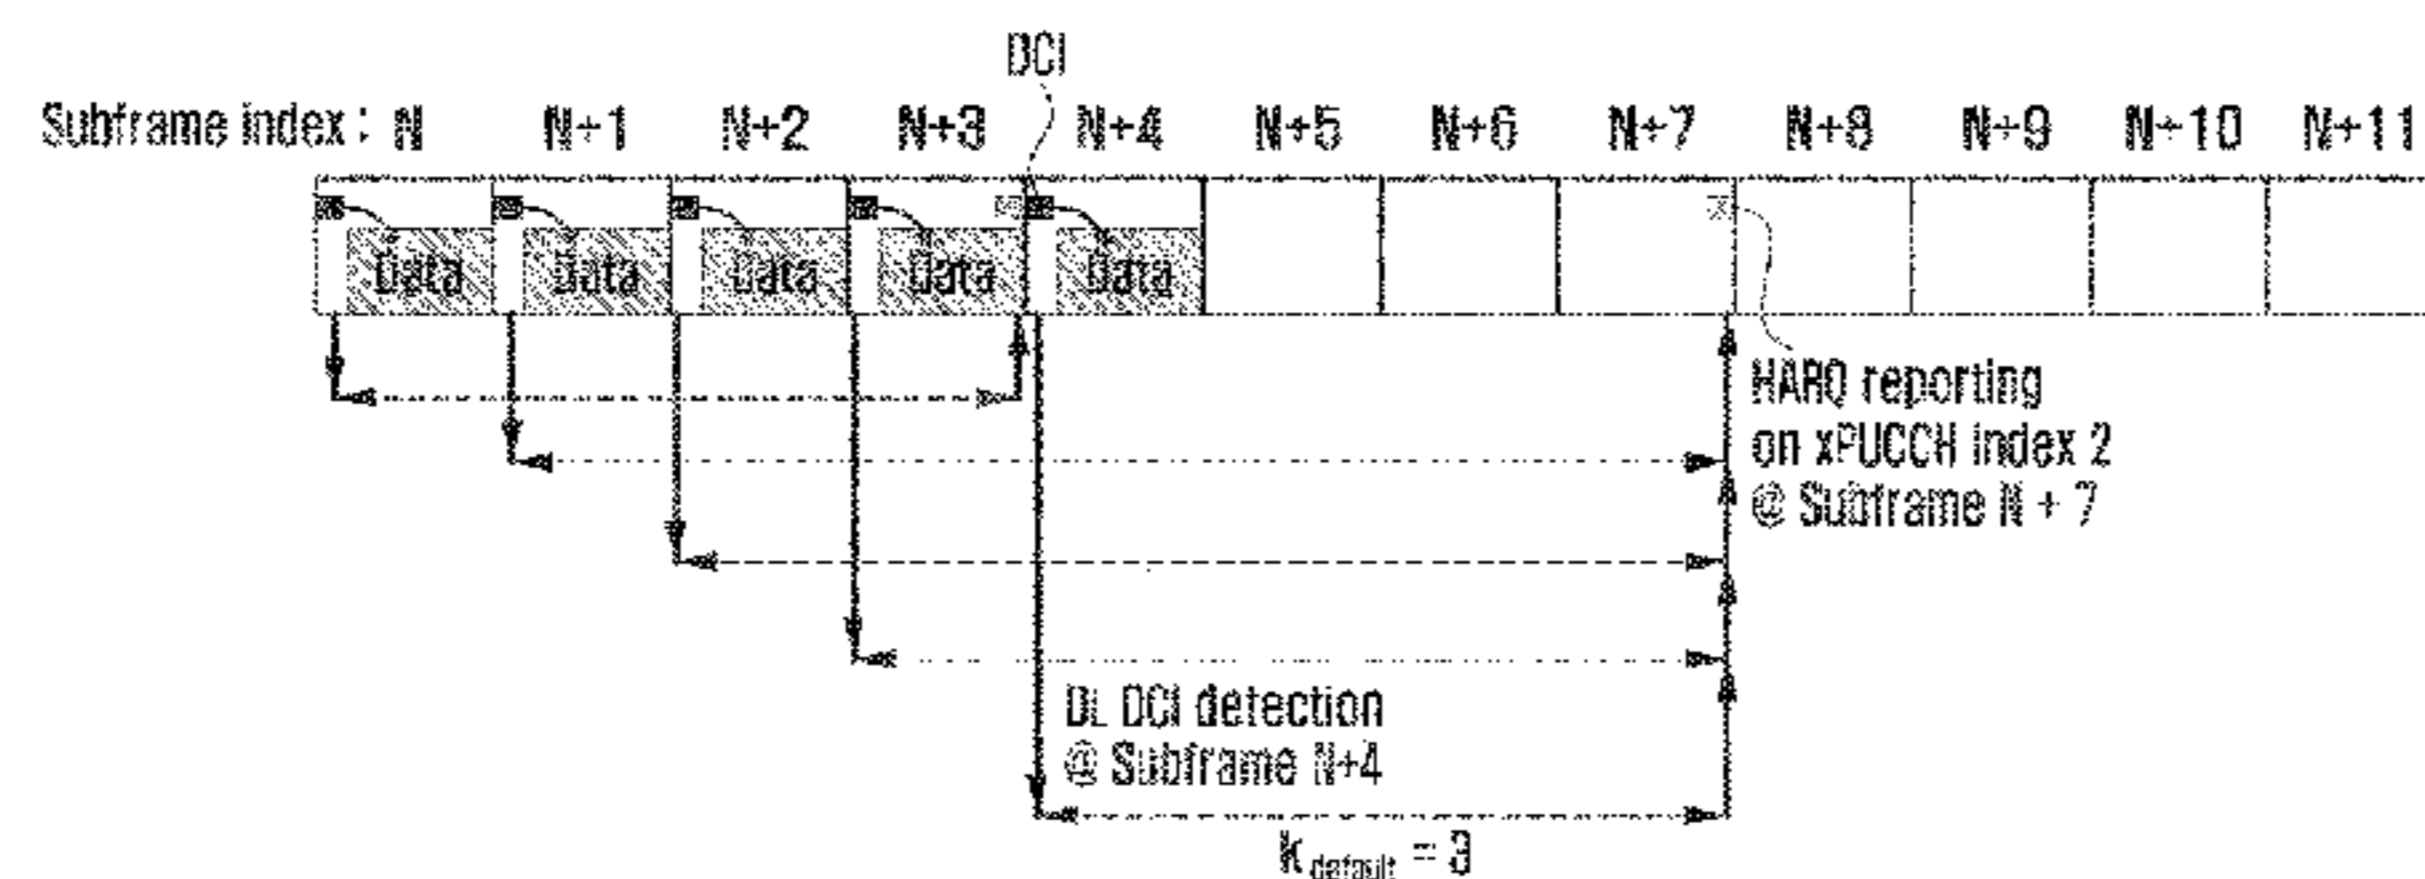 DCI
Subframe index : N N+1 N+2 N+3 N+4 N+5 N+6 N+7 N+8 N+9 N+10 N+11
Data Data Data Data Data
HARQ reporting
on xPUCCH index 2
@ Subframe N + 7
DL DCI detection
@ Subframe N+4
K default = 3